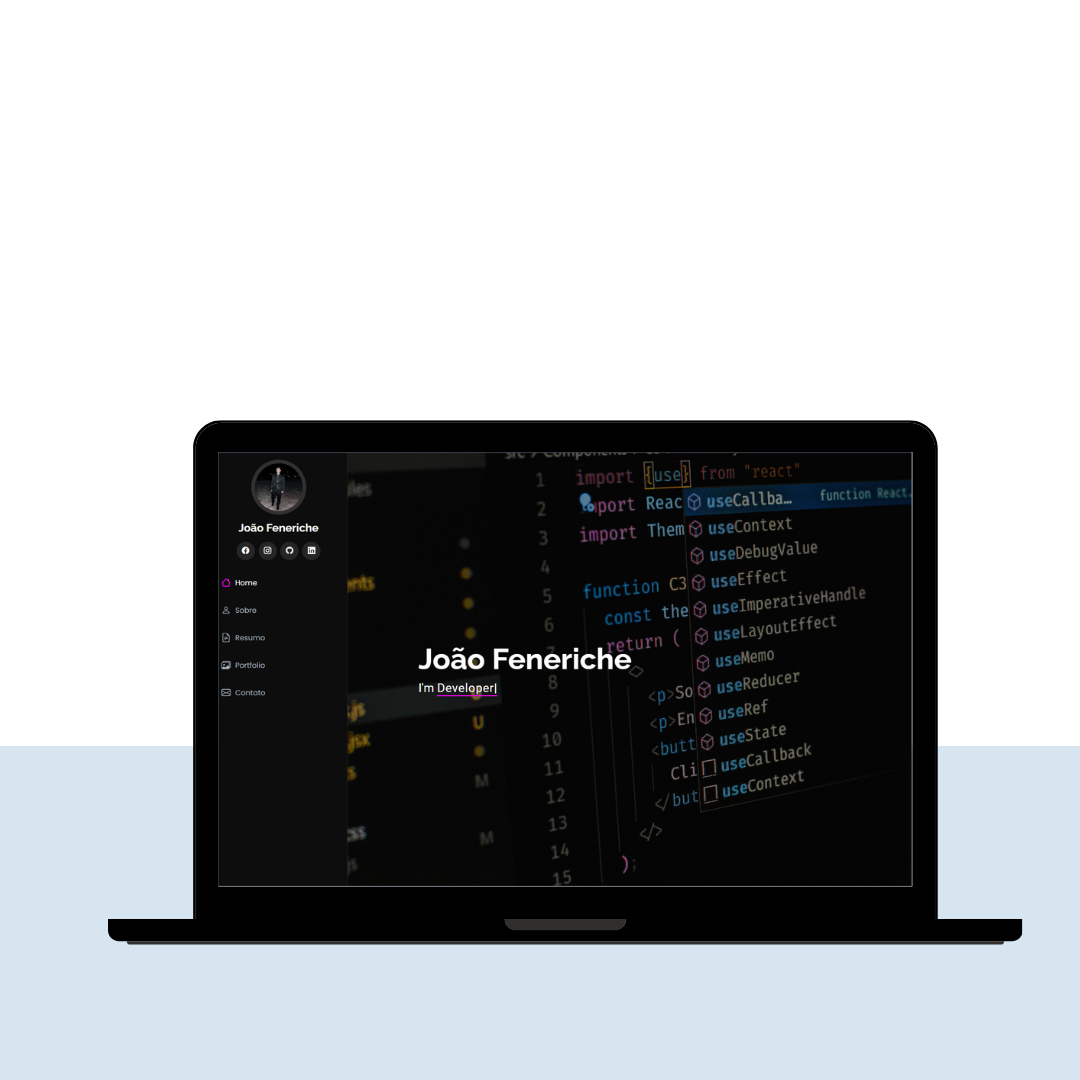 João Feneriche
Home
Sobre
Resumo
Portfolio
Contato
João Feneriche
I'm Developer|
1 import {use} from "react"
2 import Reac
3 import Them
4
5 function C3
6 const the
return (
8
9 <p>So
10 <p>En
11 <butt
12 Cli
13 </but
14 </>
15 );
useCallba… function React.
useContext
useDebugValue
useEffect
useImperativeHandle
useLayoutEffect
useMemo
useReducer
useRef
useState
useCallback
useContext
js
jsx
U
M
M